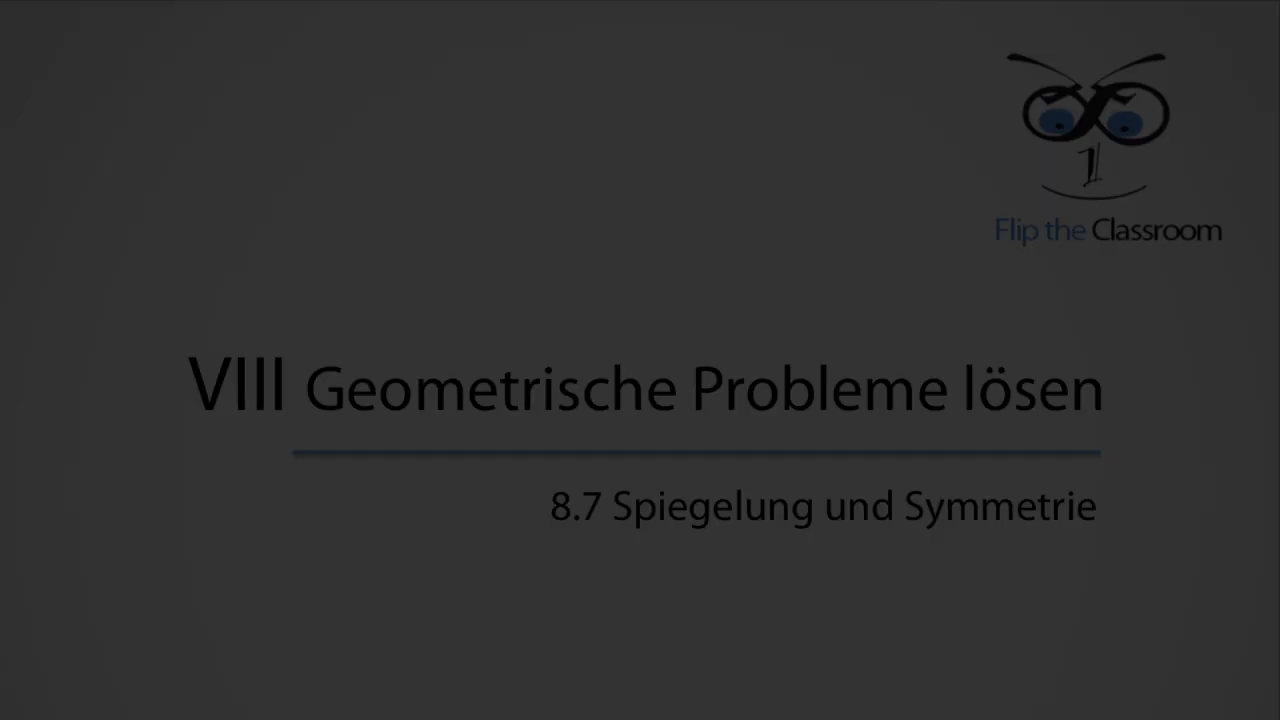 Flip the Classroom
VIII Geometrische Probleme lösen
8.7 Spiegelung und Symmetrie